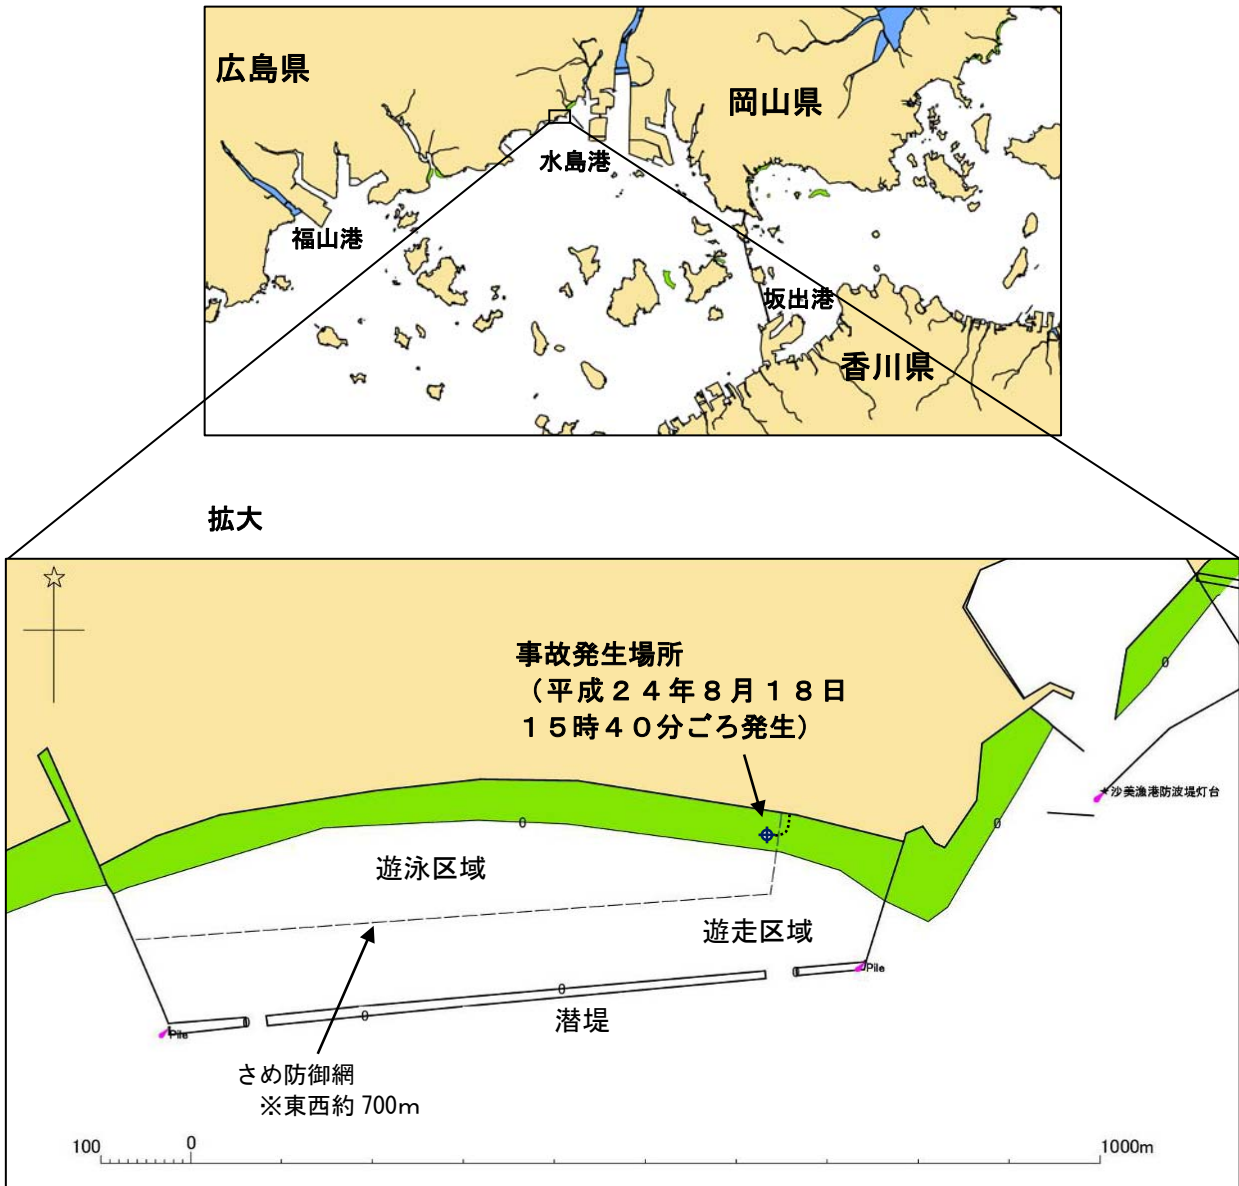 広島県
岡山県
水島港
福山港
坂出港
香川県
拡大
事故発生場所
（平成２４年８月１８日
１５時４０分ごろ発生）
0
★沙美漁港防波堤灯台
0
0
遊泳区域
遊走区域
Pile
0
0
潜堤
Pile
さめ防御網
※東西約 700m
100
0
1000m